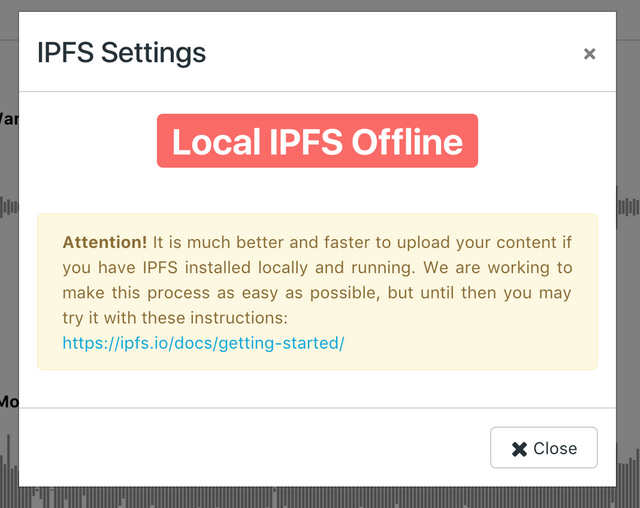 IPFS Settings
×
Local IPFS Offline
Attention! It is much better and faster to upload your content if
you have IPFS installed locally and running. We are working to
make this process as easy as possible, but until then you may
try it with these instructions:
https://ipfs.io/docs/getting-started/
Mo
Close